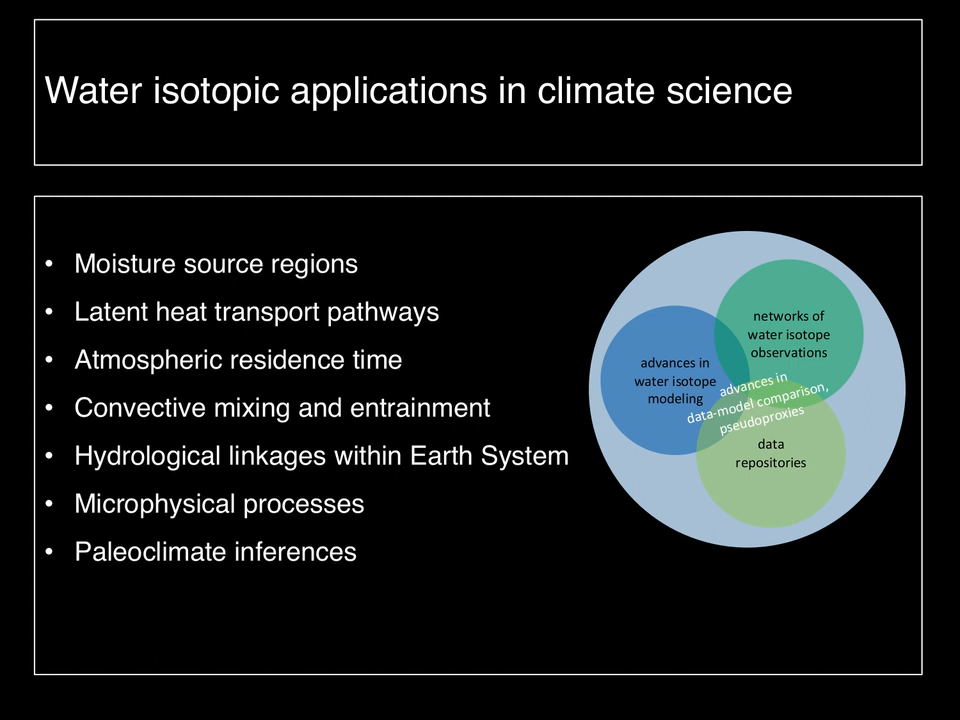 Water isotopic applications in climate science
• Moisture source regions
• Latent heat transport pathways
• Atmospheric residence time
• Convective mixing and entrainment
• Hydrological linkages within Earth System
• Microphysical processes
• Paleoclimate inferences
networks of
water isotope
observations
advances in
water isotope
modeling
advances in
data-model comparison,
pseudoproxies
data
repositories